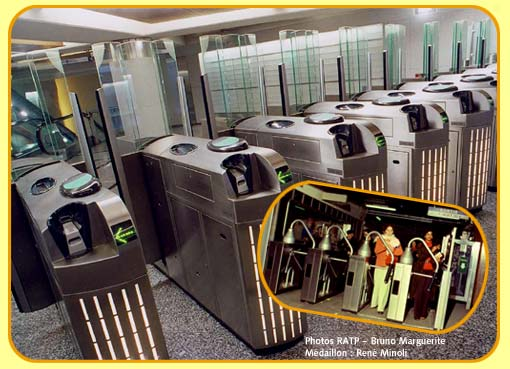 Photos RATP – Bruno Marguerite
Médaillon : René Minoli